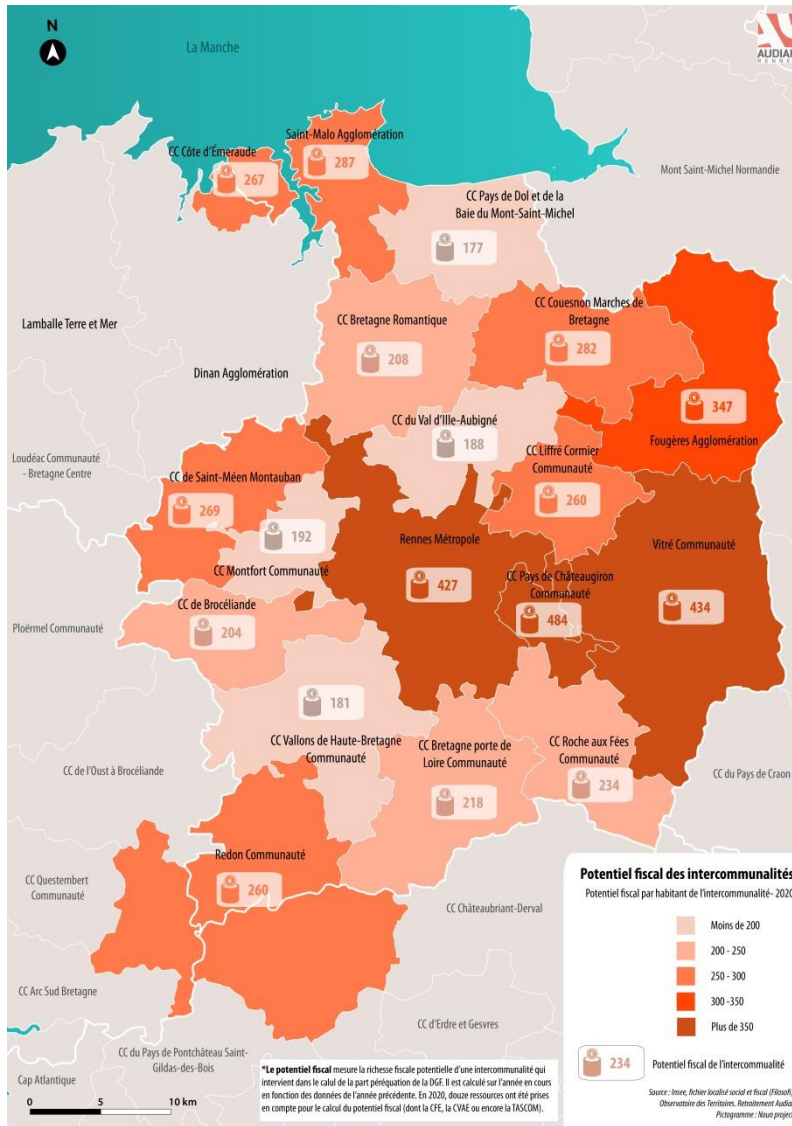 N
La Manche
AUDIAR
RENNES
Saint-Malo Agglomération
287
CC Côte d'Émeraude
267
Mont Saint-Michel Normandie
CC Pays de Dol et de la
Baie du Mont-Saint-Michel
177
CC Couesnon Marches de
Bretagne
282
Lamballe Terre et Mer
CC Bretagne Romantique
208
Dinan Agglomération
347
Fougères Agglomération
CC du Val d'Ille-Aubigné
188
Loudéac Communauté
- Bretagne Centre
CC Liffré Cormier
Communauté
260
CC de Saint-Méen Montauban
269
192
CC Montfort Communauté
Rennes Métropole
427
Vitré Communauté
434
CC Pays de Châteaugiron
Communauté
484
CC de Brocéliande
204
Ploërmel Communauté
181
CC Vallons de Haute-Bretagne
Communauté
CC Bretagne porte de
Loire Communauté
218
CC Roche aux Fées
Communauté
234
CC de l'Oust à Brocéliande
CC du Pays de Craon
Redon Communauté
260
CC Questembert
Communauté
CC Châteaubriant-Derval
CC Arc Sud Bretagne
CC d'Erdre et Gesvres
CC du Pays de Pontchâteau Saint-
Gildas-des-Bois
Cap Atlantique
0 5 10 km
*Le potentiel fiscal mesure la richesse fiscale potentielle d'une intercommunalité qui
intervient dans le calul de la part péréquation de la DGF. Il est calculé sur l'année en cours
en fonction des données de l'année précédente. En 2020, douze ressources ont été prises
en compte pour le calcul du potentiel fiscal (dont la CFE, la CVAE ou encore la TASCOM).
Potentiel fiscal des intercommunalités
Potentiel fiscal par habitant de l'intercommunalité- 2020
Moins de 200
200 - 250
250 - 300
300 -350
Plus de 350
234
Potentiel fiscal de l'intercommualité
Source : Insee, fichier localisé social et fiscal (Filosofi),
Observatoire des Territoires. Retraitement Audiar
Pictogramme : Noun project